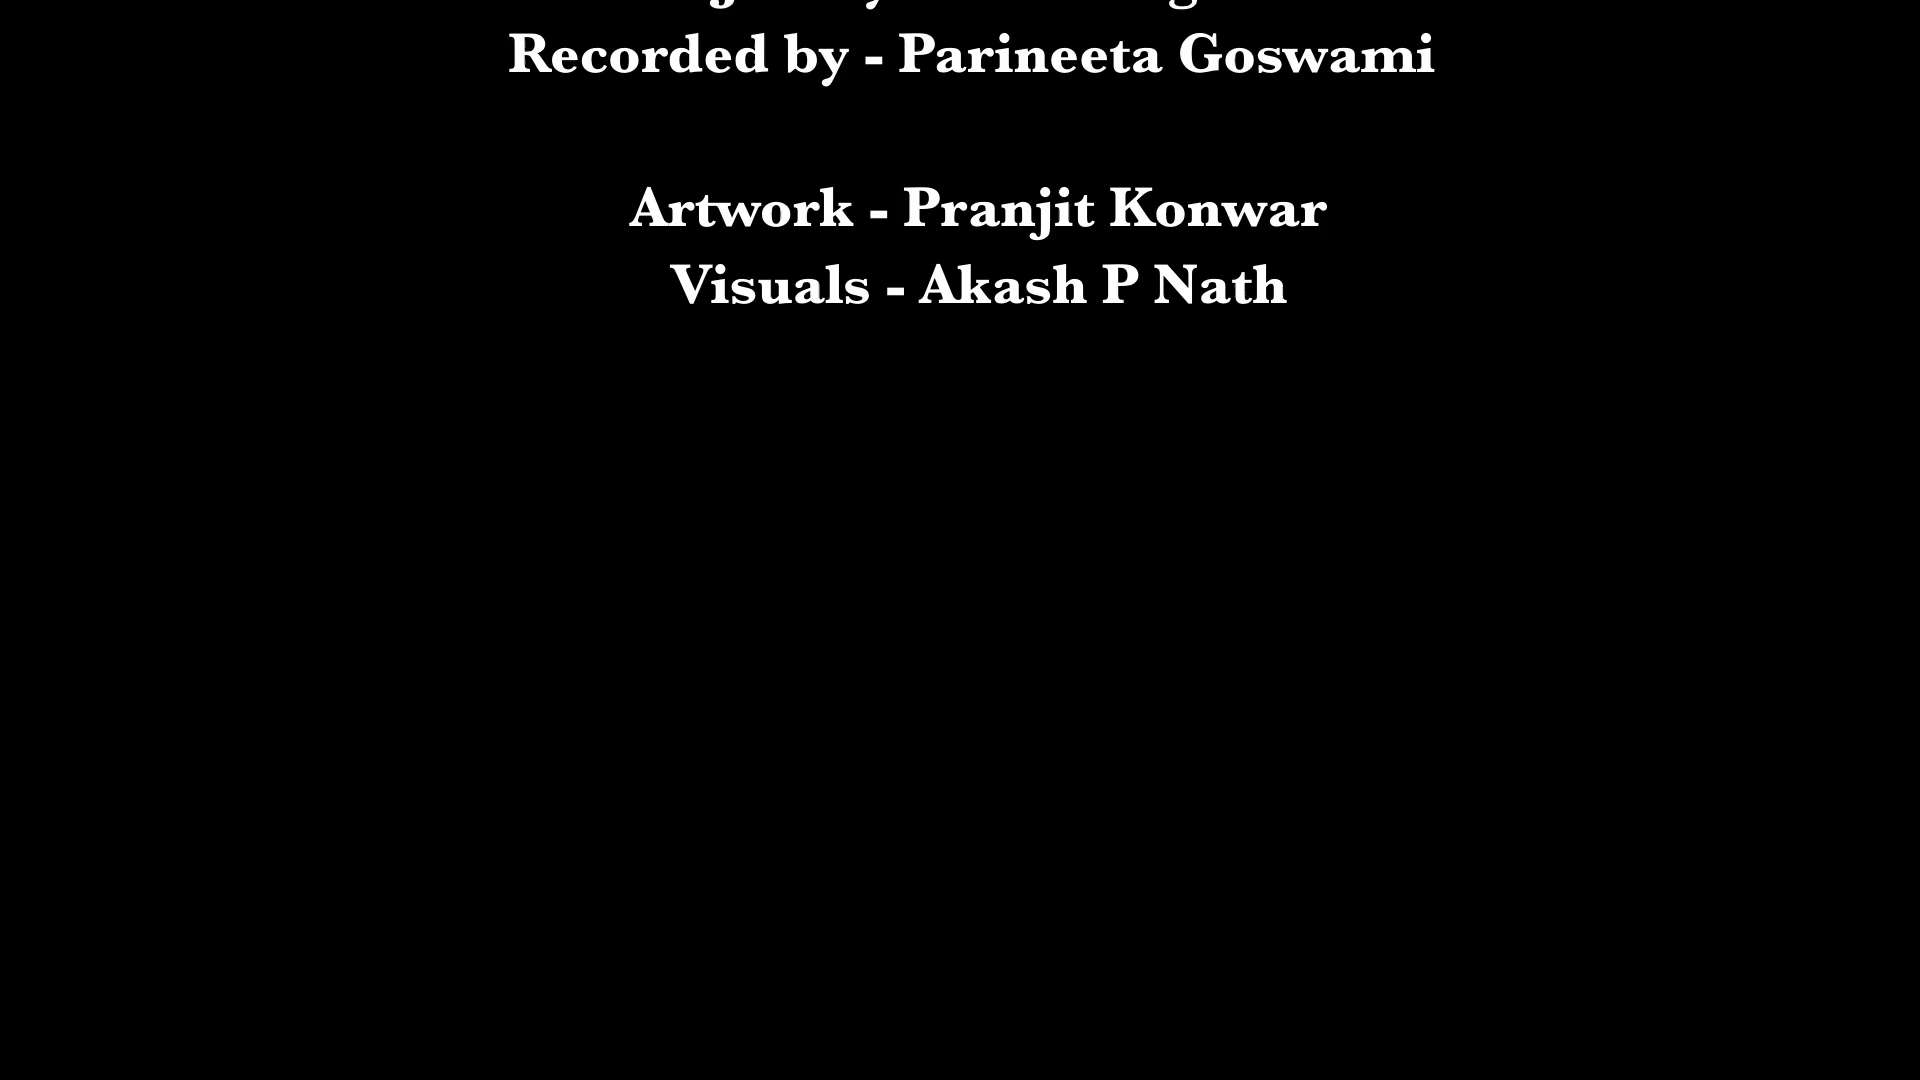 Recorded by - Parineeta Goswami
Artwork - Pranjit Konwar
Visuals - Akash P Nath